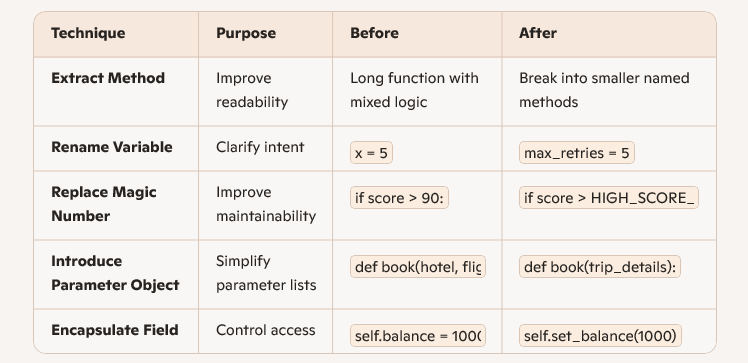 Technique Purpose Before After
Extract Method Improve readability Long function with mixed logic Break into smaller named methods
Rename Variable Clarify intent x = 5 max_retries = 5
Replace Magic Number Improve maintainability if score > 90: if score > HIGH_SCORE_
Introduce Parameter Object Simplify parameter lists def book(hotel, def book(trip_details):
Encapsulate Field Control access self.balance = self.set_balance(1000)